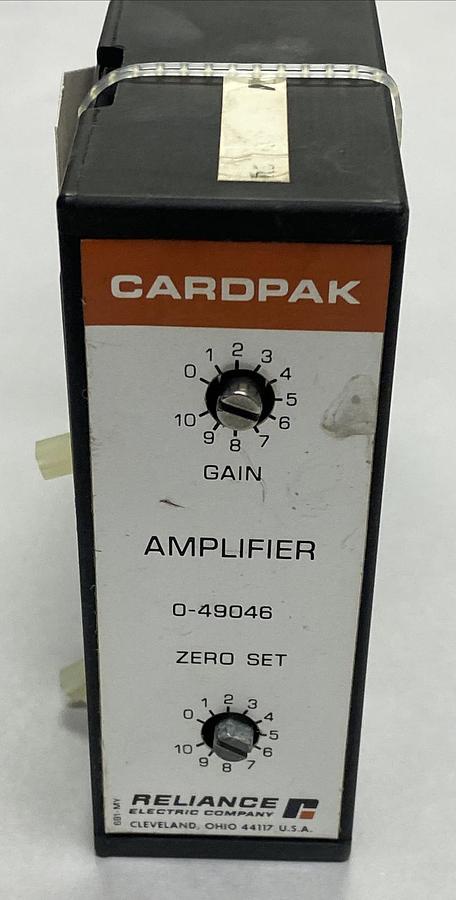 CARDPAK
0 1 2 3 4 5 6 7 8 9 10
GAIN
AMPLIFIER
0-49046
ZERO SET
0 1 2 3 4 5 6 7 8 9 10
RELIANCE
ELECTRIC COMPANY
CLEVELAND, OHIO 44117 U.S.A.